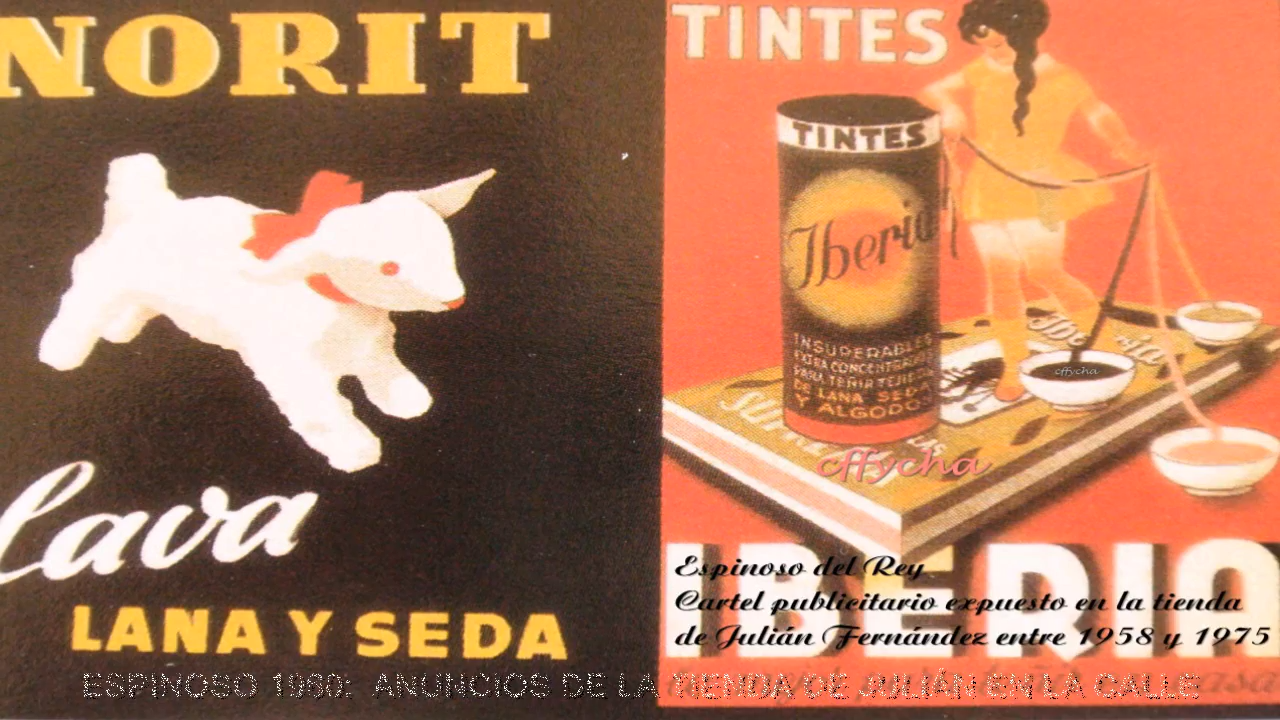 NORIT
lava
LANA Y SEDA
TINTES
TINTES
Iberia
INSUPERABLES
EXTRA CONCENTRADOS
PARA TEÑIR TEJIDOS
DE LANA SEDA
Y ALGODON
Iberia
cffycha
cffycha
IBERIA
Espinoso del Rey
Cartel publicitario expuesto en la tienda
de Julián Fernández entre 1958 y 1975
ESPINOSO 1960: ANUNCIOS DE LA TIENDA DE JULIÁN EN LA CALLE